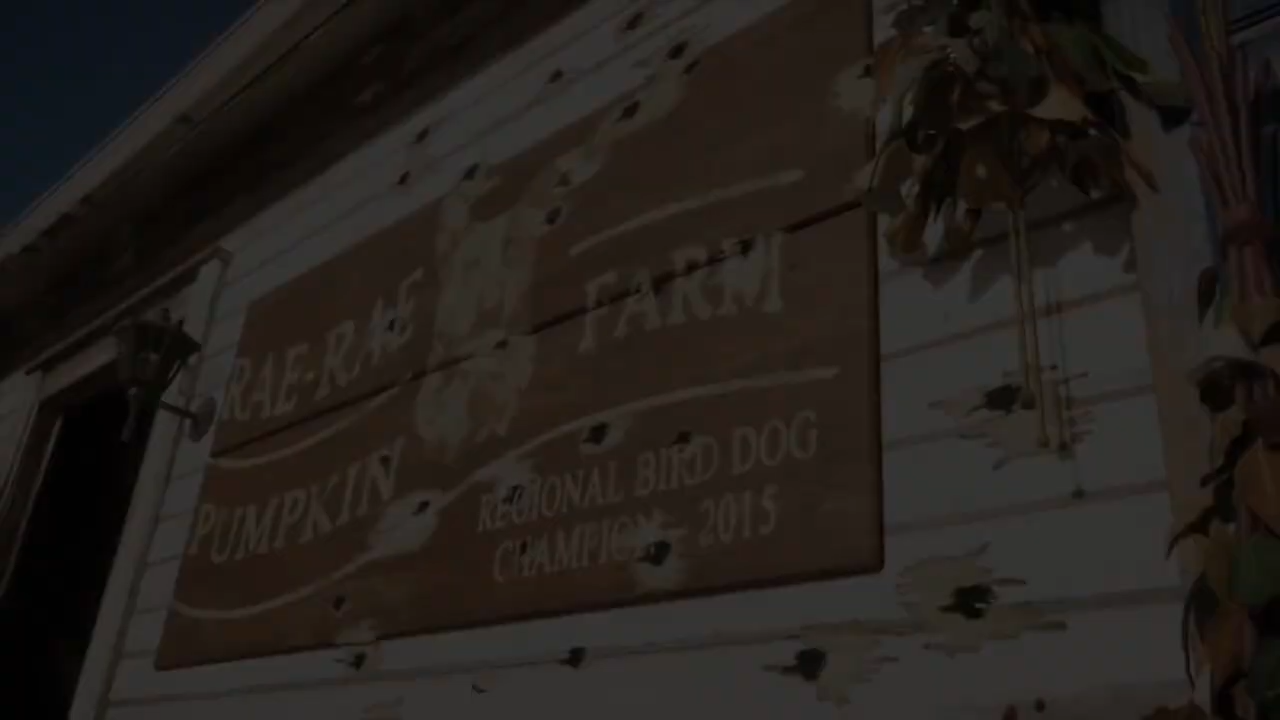 RAE-RAE
PUMPKIN
FARM
REGIONAL BIRD DOG
CHAMPION - 2015